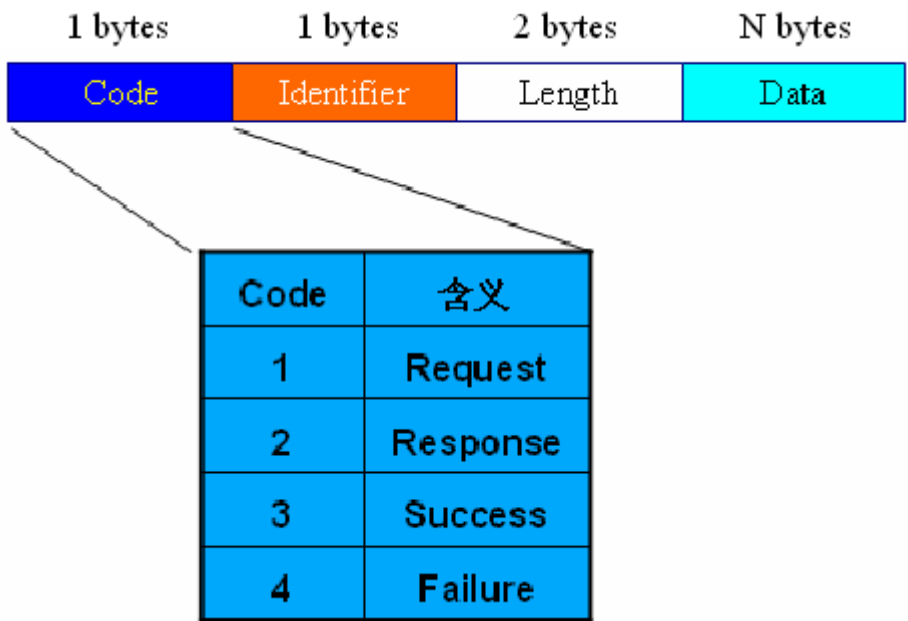 1 bytes 1 bytes 2 bytes N bytes
Code Identifier Length Data
Code 含义
1 Request
2 Response
3 Success
4 Failure